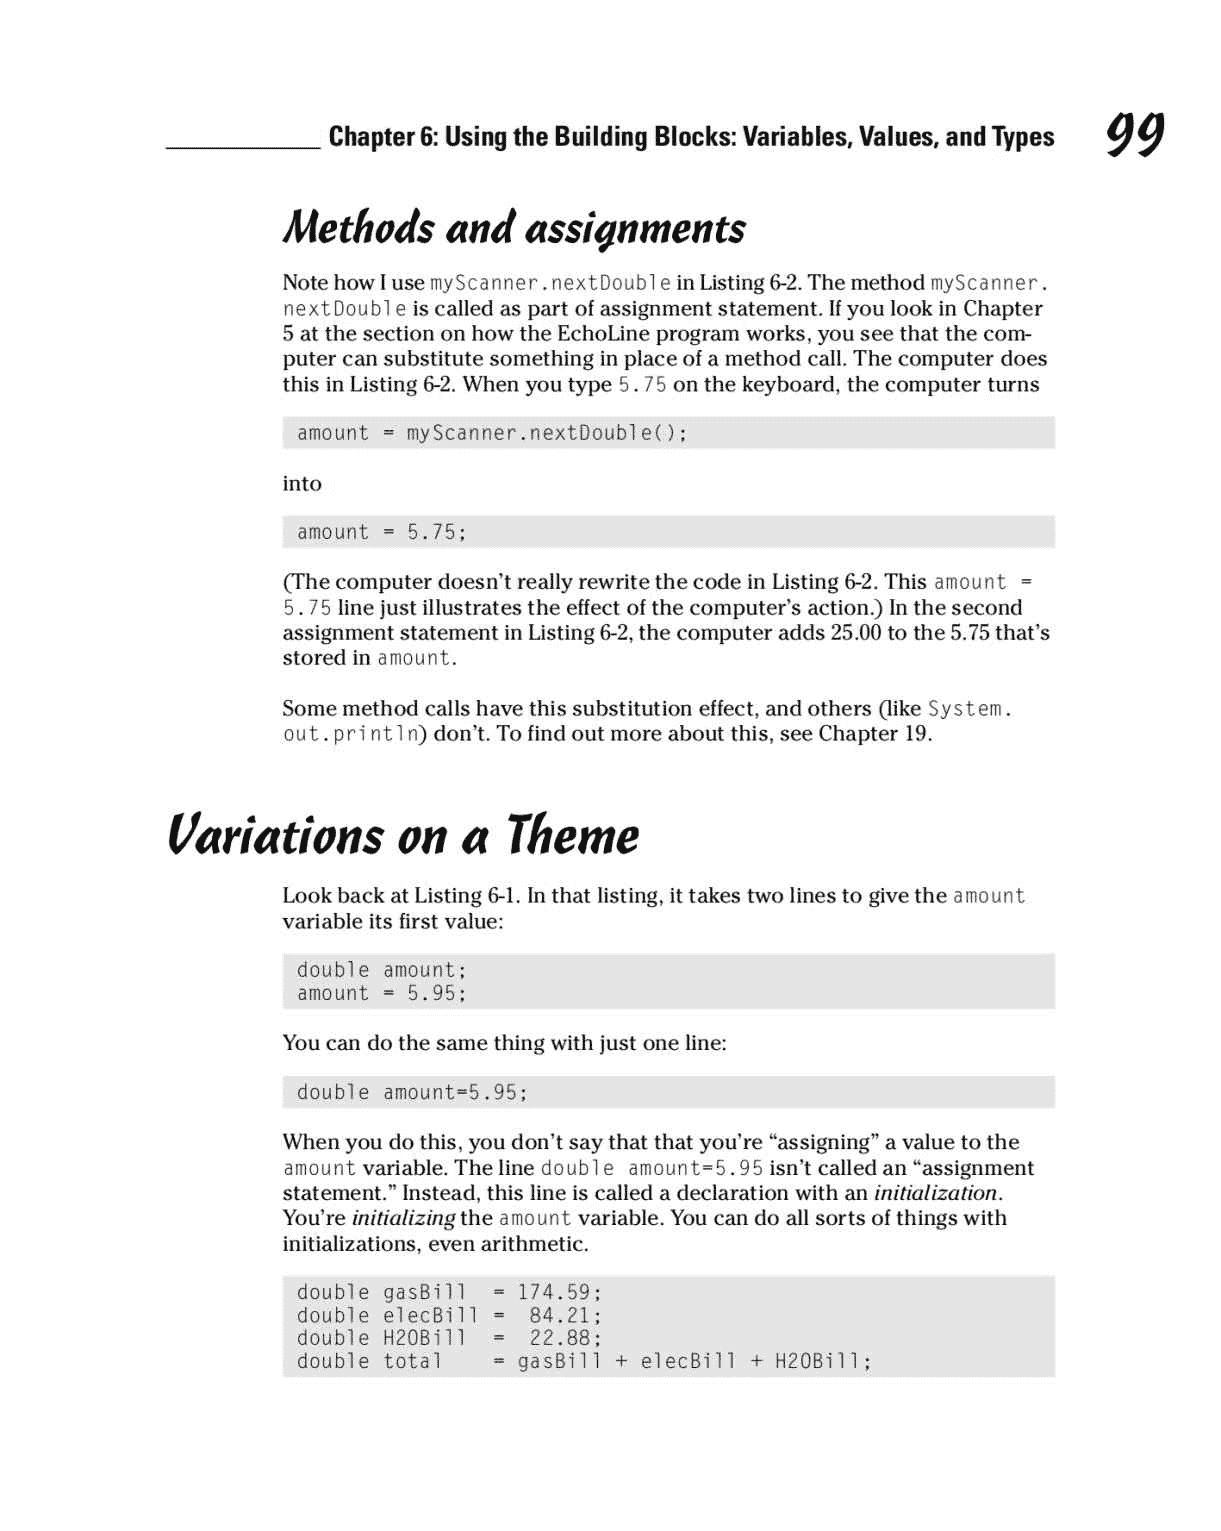 Chapter 6: Using the Building Blocks: Variables, Values, and Types 99
Methods and assignments
Note how I use myScanner.nextDouble in Listing 6-2. The method myScanner.
nextDouble is called as part of assignment statement. If you look in Chapter
5 at the section on how the EchoLine program works, you see that the com-
puter can substitute something in place of a method call. The computer does
this in Listing 6-2. When you type 5.75 on the keyboard, the computer turns
amount = myScanner.nextDouble();
into
amount = 5.75;
(The computer doesn't really rewrite the code in Listing 6-2. This amount =
5.75 line just illustrates the effect of the computer's action.) In the second
assignment statement in Listing 6-2, the computer adds 25.00 to the 5.75 that's
stored in amount.
Some method calls have this substitution effect, and others (like System.
out.println) don't. To find out more about this, see Chapter 19.
Variations on a Theme
Look back at Listing 6-1. In that listing, it takes two lines to give the amount
variable its first value:
double amount;
amount = 5.95;
You can do the same thing with just one line:
double amount=5.95;
When you do this, you don't say that that you're “assigning” a value to the
amount variable. The line double amount=5.95 isn't called an “assignment
statement.” Instead, this line is called a declaration with an initialization.
You're initializing the amount variable. You can do all sorts of things with
initializations, even arithmetic.
double gasBill  = 174.59;
double elecBill =  84.21;
double H2OBill  =  22.88;
double total    = gasBill + elecBill + H2OBill;